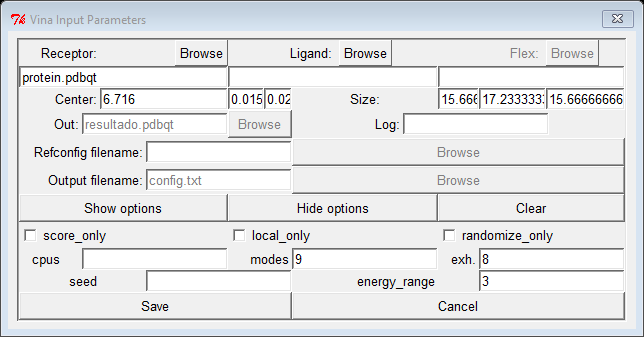 Vina Input Parameters
Receptor: Browse Ligand: Browse Flex: Browse
protein.pdbqt
Center: 6.716 0.015 0.02 Size: 15.666 17.2333333 15.66666666
Out: resultado.pdbqt Browse Log:
Refconfig filename: Browse
Output filename: config.txt Browse
Show options Hide options Clear
score_only local_only randomize_only
cpus modes 9 exh. 8
seed energy_range 3
Save Cancel